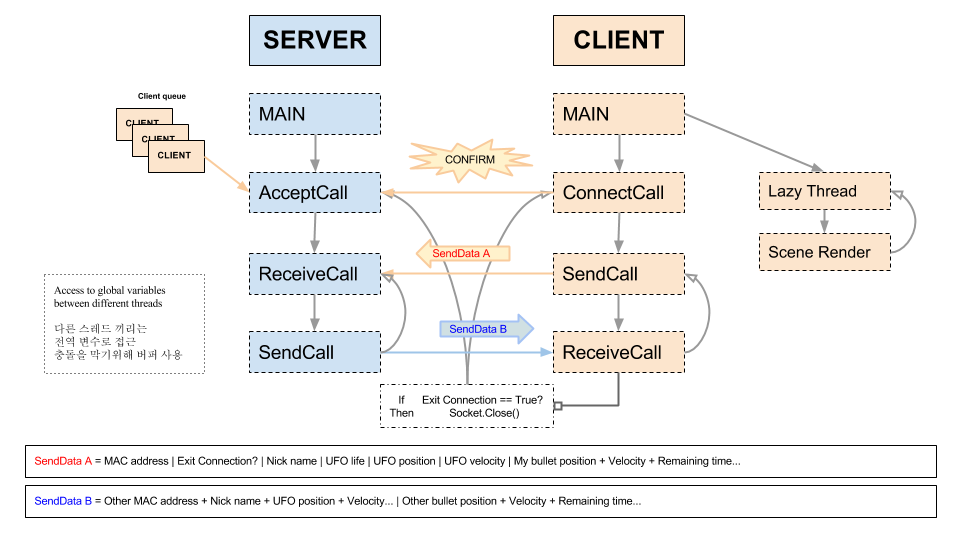 SERVER
CLIENT
Client queue
CLIENT
CLIENT
CLIENT
MAIN
MAIN
CONFIRM
AcceptCall
ConnectCall
Lazy Thread
SendData A
Scene Render
ReceiveCall
SendCall
Access to global variables
between different threads
다른 스레드 끼리는
전역 변수로 접근
충돌을 막기위해 버퍼 사용
SendData B
SendCall
ReceiveCall
If Exit Connection == True?
Then Socket.Close()
SendData A = MAC address | Exit Connection? | Nick name | UFO life | UFO position | UFO velocity | My bullet position + Velocity + Remaining time...
SendData B = Other MAC address + Nick name + UFO position + Velocity... | Other bullet position + Velocity + Remaining time...